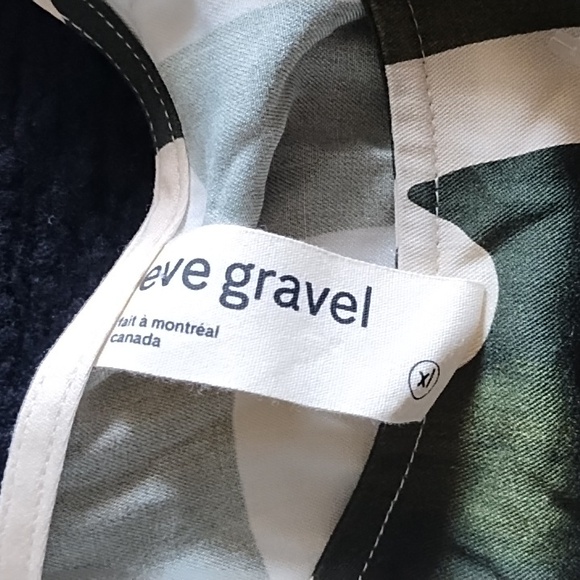 eve gravel
fait à montréal
canada
xl